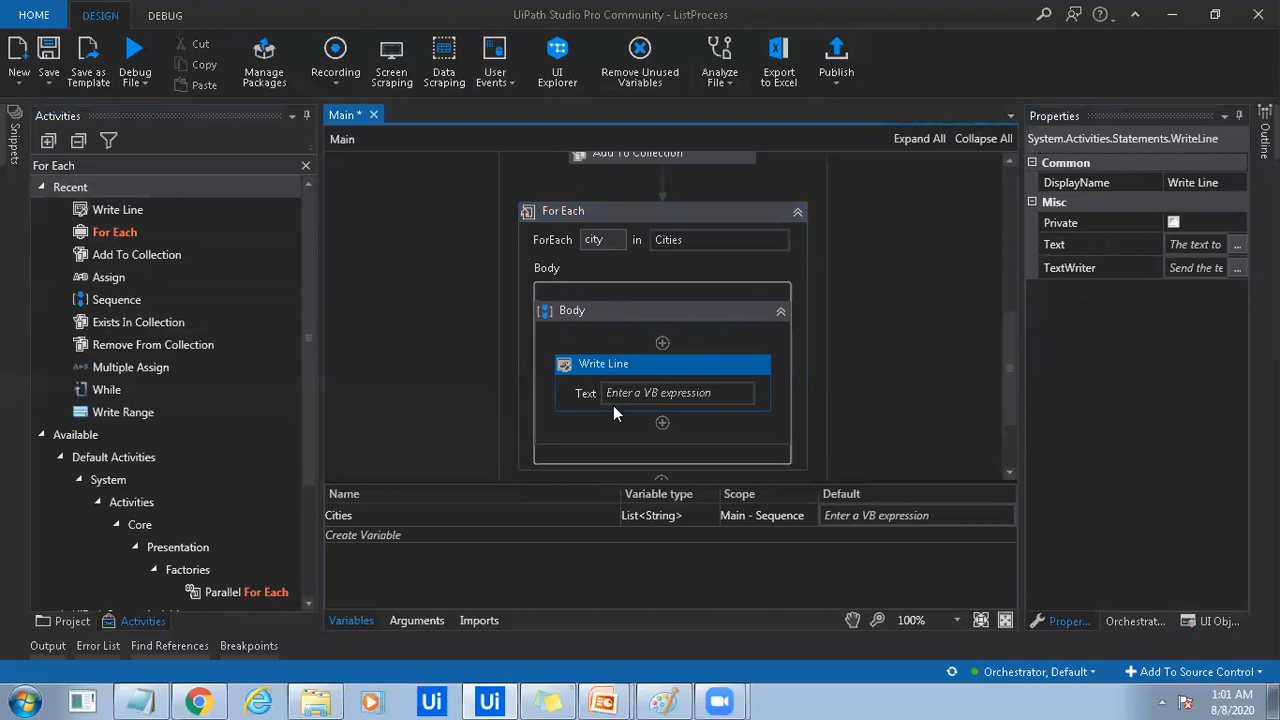 HOME
DESIGN
DEBUG
UiPath Studio Pro Community - ListProcess
New
Save
Save as Template
Debug File
Cut
Copy
Paste
Manage Packages
Recording
Screen Scraping
Data Scraping
User Events
UI Explorer
Remove Unused Variables
Analyze File
Export to Excel
Publish
Snippets
Activities
For Each
Recent
Write Line
For Each
Add To Collection
Assign
Sequence
Exists In Collection
Remove From Collection
Multiple Assign
While
Write Range
Available
Default Activities
System
Activities
Core
Presentation
Factories
Parallel For Each
Project
Activities
Main *
Main
Expand All
Collapse All
Add To Collection
For Each
ForEach
city
in
Cities
Body
Body
Write Line
Text
Enter a VB expression
Name
Variable type
Scope
Default
Cities
List<String>
Main - Sequence
Enter a VB expression
Create Variable
Variables
Arguments
Imports
100%
Properties
System.Activities.Statements.WriteLine
Common
DisplayName
Write Line
Misc
Private
Text
The text to
...
TextWriter
Send the te
...
Outline
Proper...
Orchestrat...
UI Obj...
Output
Error List
Find References
Breakpoints
Orchestrator, Default
Add To Source Control
Ui
Ui
1:01 AM
8/8/2020